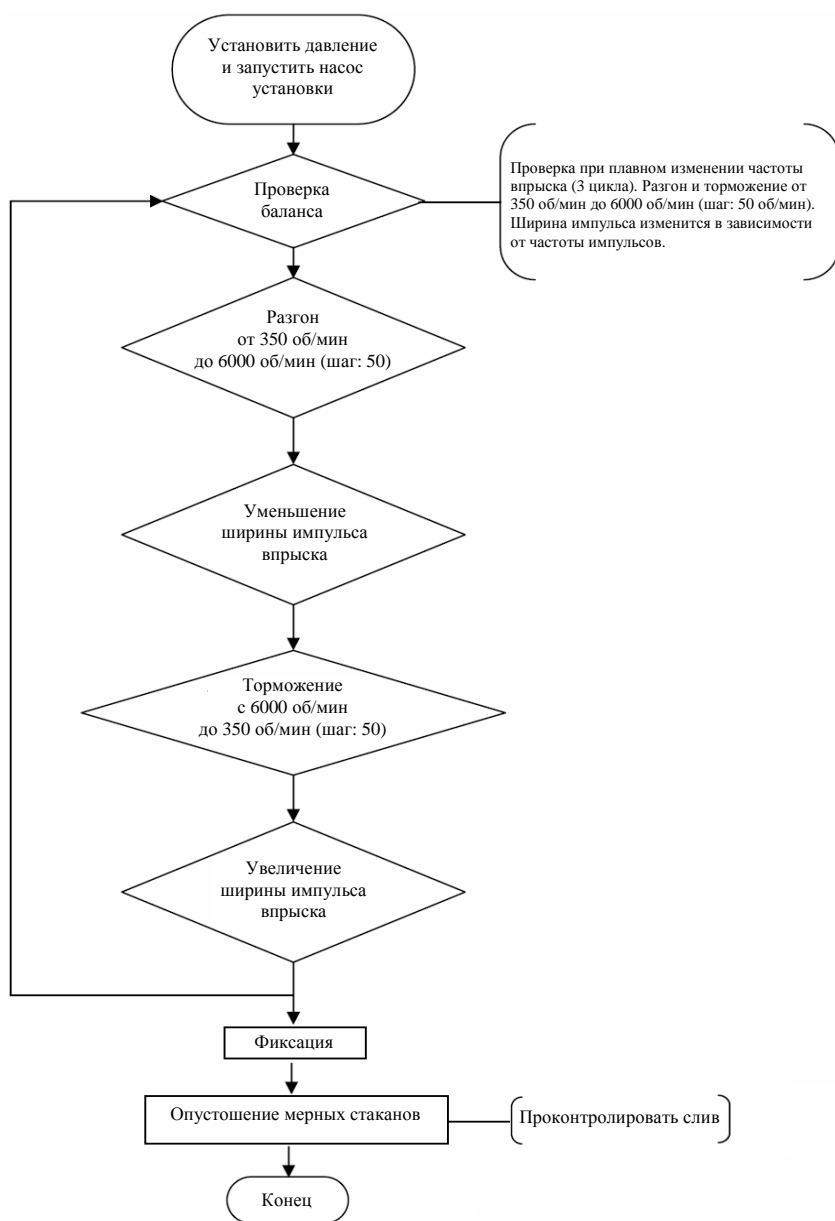 Установить давление
и запустить насос
установки
Проверка
баланса
Проверка при плавном изменении частоты
впрыска (3 цикла). Разгон и торможение от
350 об/мин до 6000 об/мин (шаг: 50 об/мин).
Ширина импульса изменится в зависимости
от частоты импульсов.
Разгон
от 350 об/мин
до 6000 об/мин (шаг: 50)
Уменьшение
ширины импульса
впрыска
Торможение
с 6000 об/мин
до 350 об/мин (шаг: 50)
Увеличение
ширины импульса
впрыска
Фиксация
Опустошение мерных стаканов
Проконтролировать слив
Конец